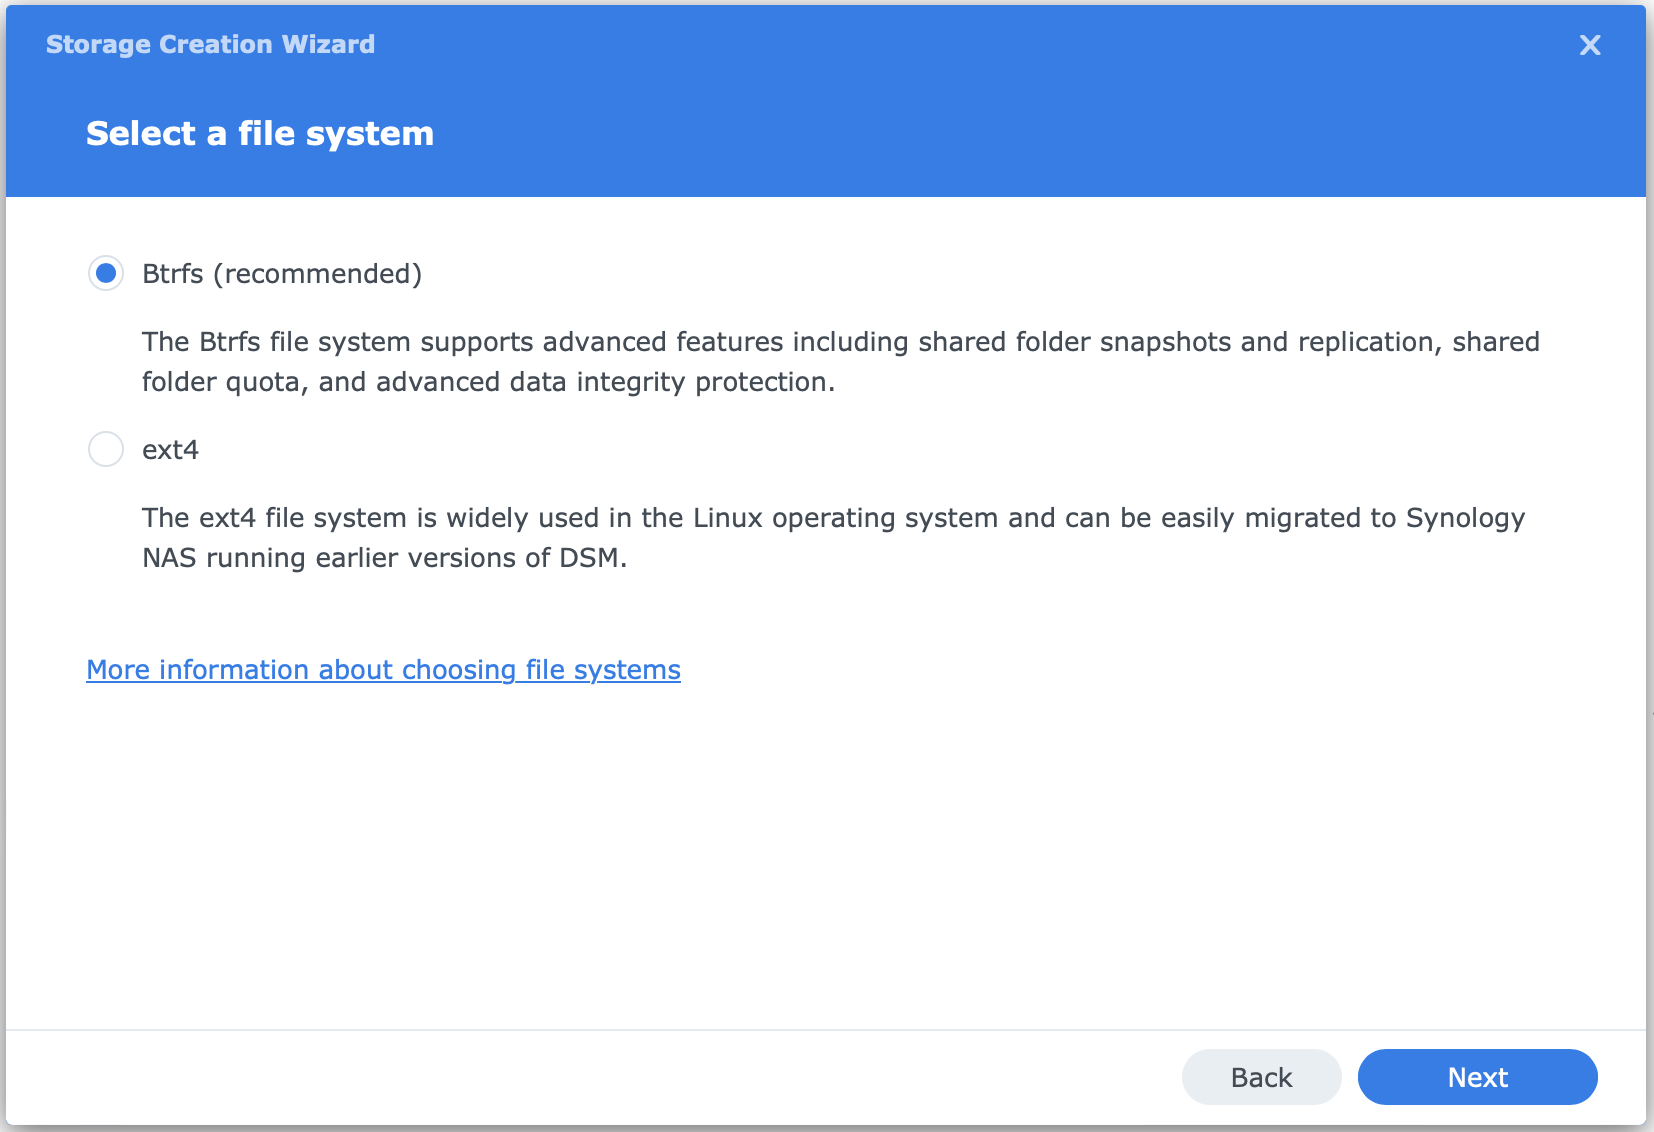 Storage Creation Wizard
Select a file system
Btrfs (recommended)
The Btrfs file system supports advanced features including shared folder snapshots and replication, shared
folder quota, and advanced data integrity protection.
ext4
The ext4 file system is widely used in the Linux operating system and can be easily migrated to Synology
NAS running earlier versions of DSM.
More information about choosing file systems
Back
Next